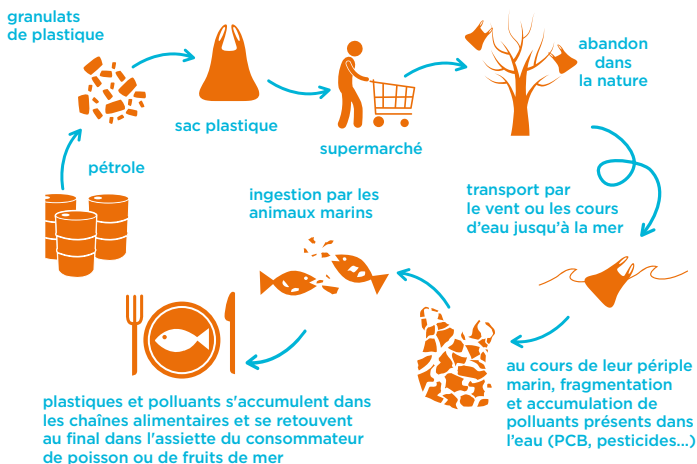 granulats
de plastique
sac plastique
supermarché
abandon
dans
la nature
pétrole
ingestion par les
animaux marins
transport par
le vent ou les cours
d'eau jusqu'à la mer
au cours de leur périple
marin, fragmentation
et accumulation de
polluants présents dans
l'eau (PCB, pesticides...)
plastiques et polluants s'accumulent dans
les chaînes alimentaires et se retouvent
au final dans l'assiette du consommateur
de poisson ou de fruits de mer